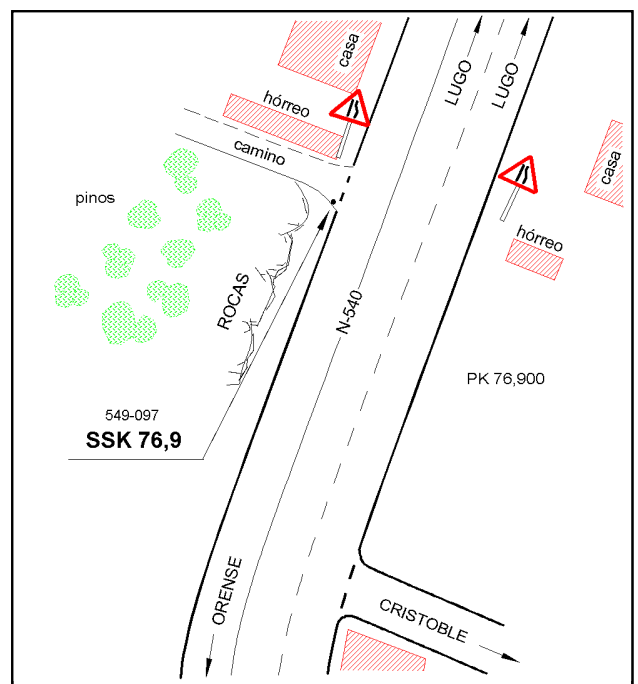 casa
LUGO
LUGO
hórreo
camino
casa
pinos
hórreo
ROCAS
N-540
PK 76,900
549-097
SSK 76,9
ORENSE
CRISTOBLE